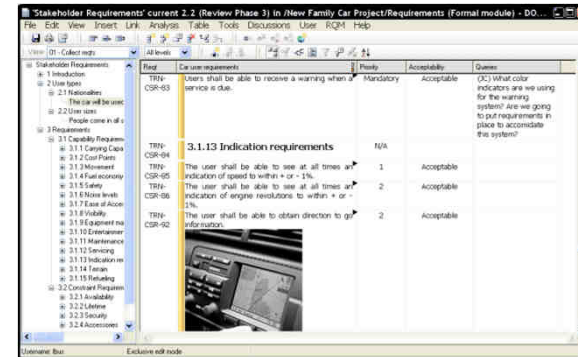 'Stakeholder Requirements' current 2.2 (Review Phase 3) in /New Family Car Project/Requirements (Formal module) - DO...
File Edit View Insert Link Analysis Table Tools Discussions User RQM Help
View 01 - Collect reqts All levels
Stakeholder Requirements
1 Introduction
2 User types
2.1 Nationalities
The car will be used
2.2 User sizes
People come in all s
3 Requirements
3.1 Capability Requirem
3.1.1 Carrying Capa
3.1.2 Cost Points
3.1.3 Movement
3.1.4 Fuel economy
3.1.5 Safety
3.1.6 Noise levels
3.1.7 Ease of Acce
3.1.8 Visibility
3.1.9 Equipment ma
3.1.10 Entertainmen
3.1.11 Maintenance
3.1.12 Servicing
3.1.13 Indication re
3.1.14 Terrain
3.1.15 Refueling
3.2 Constraint Requirem
3.2.1 Availability
3.2.2 Lifetime
3.2.3 Security
3.2.4 Accessories
Reqt Car user requirements Priority Acceptability Queries
TRN-CSR-83
Users shall be able to receive a warning when a
service is due.
Mandatory Acceptable
(JC) What color
indicators are we using
for the warning
system? Are we going
to put requirements in
place to accomidate
this system?
TRN-CSR-84
3.1.13 Indication requirements N/A
TRN-CSR-85
The user shall be able to see at all times an
indication of speed to within + or - 1%.
1 Acceptable
TRN-CSR-86
The user shall be able to see at all times an
indication of engine revolutions to within + or -
1%.
2 Acceptable
TRN-CSR-92
The user shall be able to obtain direction to go
information.
2 Acceptable
Username: Exclusive edit mode